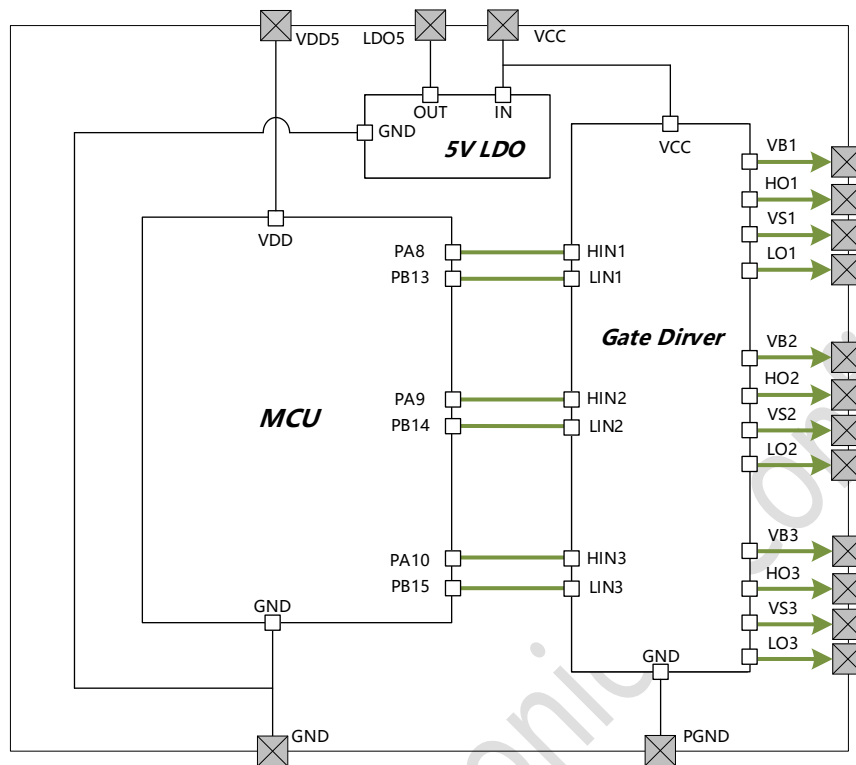 VDD5
LDO5
VCC
OUT
IN
GND
5V LDO
VCC
VB1
HO1
VS1
LO1
VDD
PA8
HIN1
PB13
LIN1
Gate Dirver
VB2
HO2
VS2
LO2
MCU
PA9
HIN2
PB14
LIN2
PA10
HIN3
PB15
LIN3
VB3
HO3
VS3
LO3
GND
GND
GND
PGND